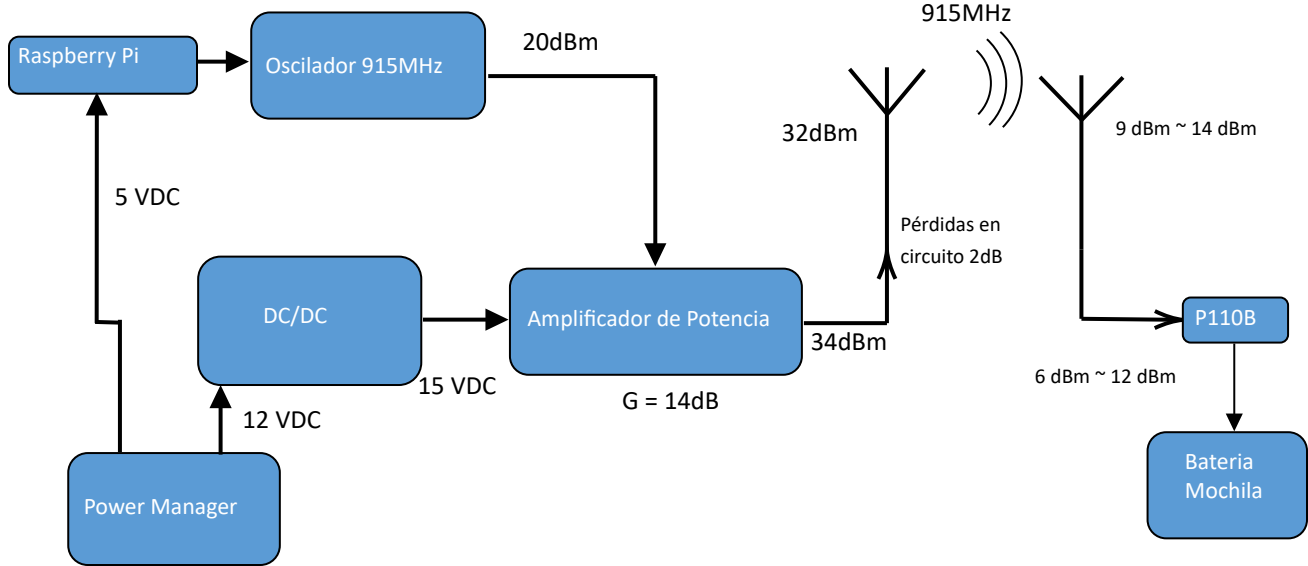 Raspberry Pi
Oscilador 915MHz
20dBm
915MHz
32dBm
9 dBm ~ 14 dBm
5 VDC
Pérdidas en
circuito 2dB
DC/DC
Amplificador de Potencia
P110B
34dBm
15 VDC
6 dBm ~ 12 dBm
G = 14dB
12 VDC
Power Manager
Bateria
Mochila